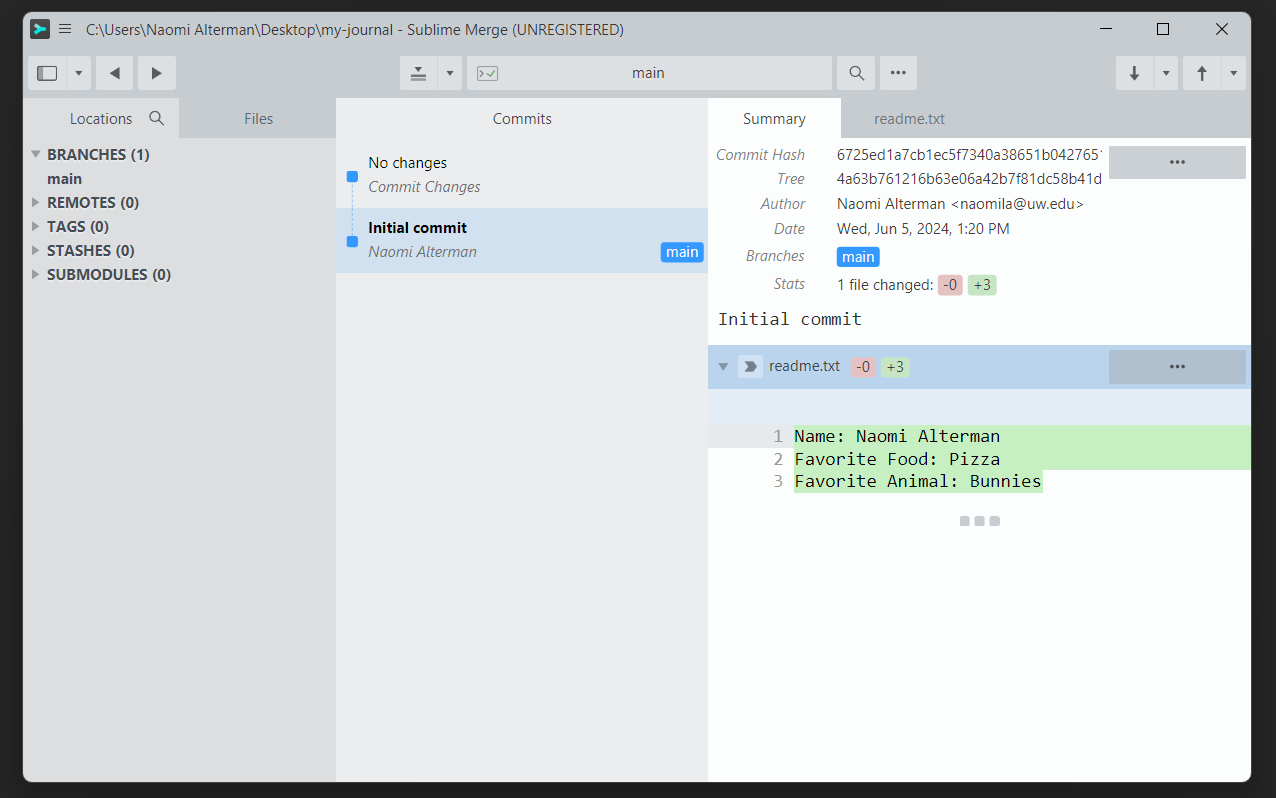 C:\Users\Naomi Alterman\Desktop\my-journal - Sublime Merge (UNREGISTERED)
main
Locations
Files
BRANCHES (1)
main
REMOTES (0)
TAGS (0)
STASHES (0)
SUBMODULES (0)
Commits
No changes
Commit Changes
Initial commit
Naomi Alterman main
Summary
readme.txt
Commit Hash 6725ed1a7cb1ec5f7340a38651b0427651
Tree 4a63b761216b63e06a42b7f81dc58b41d
Author Naomi Alterman <naomila@uw.edu>
Date Wed, Jun 5, 2024, 1:20 PM
Branches main
Stats 1 file changed: -0 +3
Initial commit
readme.txt -0 +3
1 Name: Naomi Alterman
2 Favorite Food: Pizza
3 Favorite Animal: Bunnies